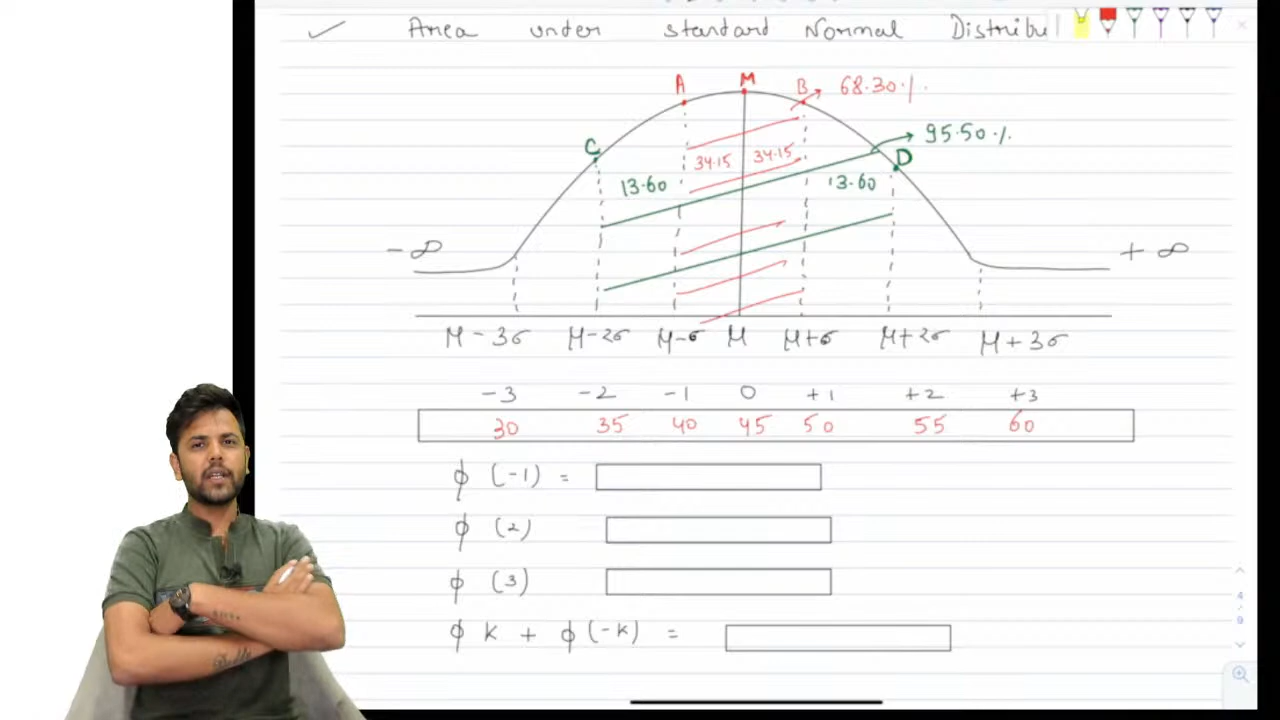 ✓ Area under standard Normal Distribu
A M B 68.30%
C 95.50%
34.15 34.15 D
13.60 13.60
-∞ +∞
μ-3σ μ-2σ μ-σ μ μ+σ μ+2σ μ+3σ
-3 -2 -1 0 +1 +2 +3
30 35 40 45 50 55 60
ϕ (-1) =
ϕ (2)
ϕ (3)
ϕ k + ϕ(-k) =
4
9